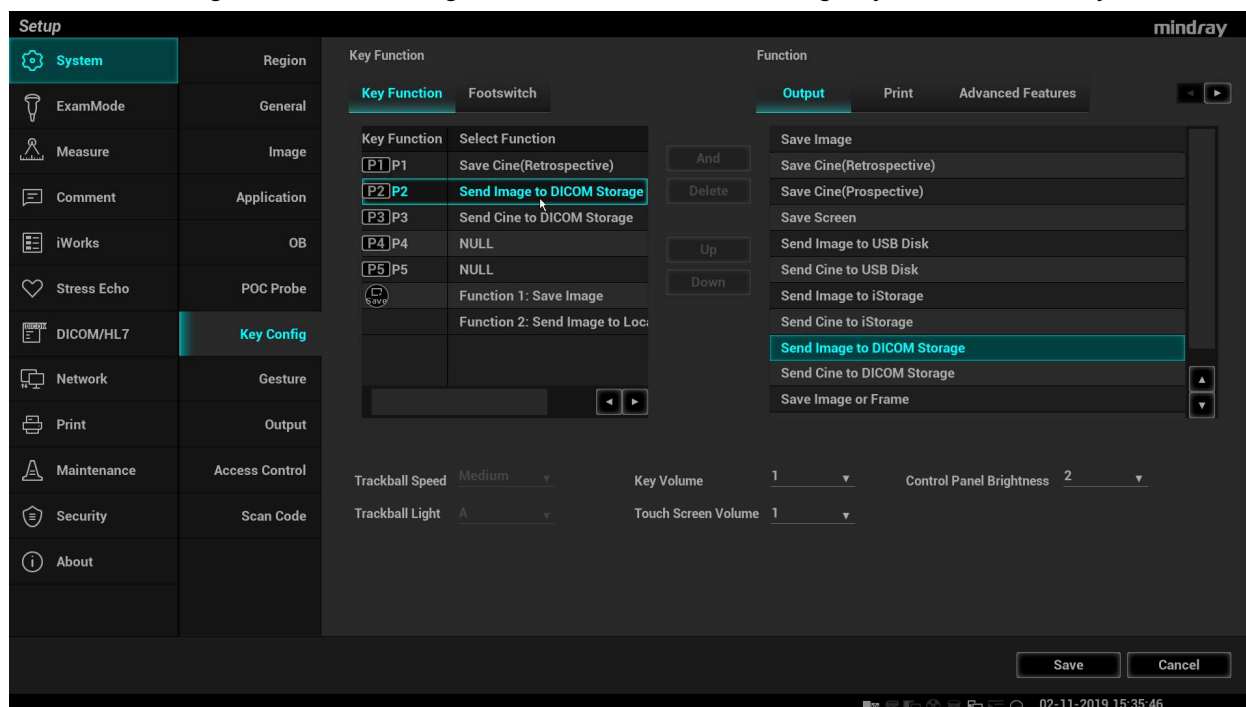 Setup
mindray
System
ExamMode
Measure
Comment
iWorks
Stress Echo
DICOM/HL7
Network
Print
Maintenance
Security
About
Region
General
Image
Application
OB
POC Probe
Key Config
Gesture
Output
Access Control
Scan Code
Key Function
Key Function Footswitch
Key Function Select Function
P1 P1 Save Cine(Retrospective)
P2 P2 Send Image to DICOM Storage
P3 P3 Send Cine to DICOM Storage
P4 P4 NULL
P5 P5 NULL
Save Function 1: Save Image
Function 2: Send Image to Loc
And
Delete
Up
Down
Function
Output Print Advanced Features
Save Image
Save Cine(Retrospective)
Save Cine(Prospective)
Save Screen
Send Image to USB Disk
Send Cine to USB Disk
Send Image to iStorage
Send Cine to iStorage
Send Image to DICOM Storage
Send Cine to DICOM Storage
Save Image or Frame
Trackball Speed Medium Key Volume 1 Control Panel Brightness 2
Trackball Light A Touch Screen Volume 1
Save Cancel
02-11-2019 15:35:46